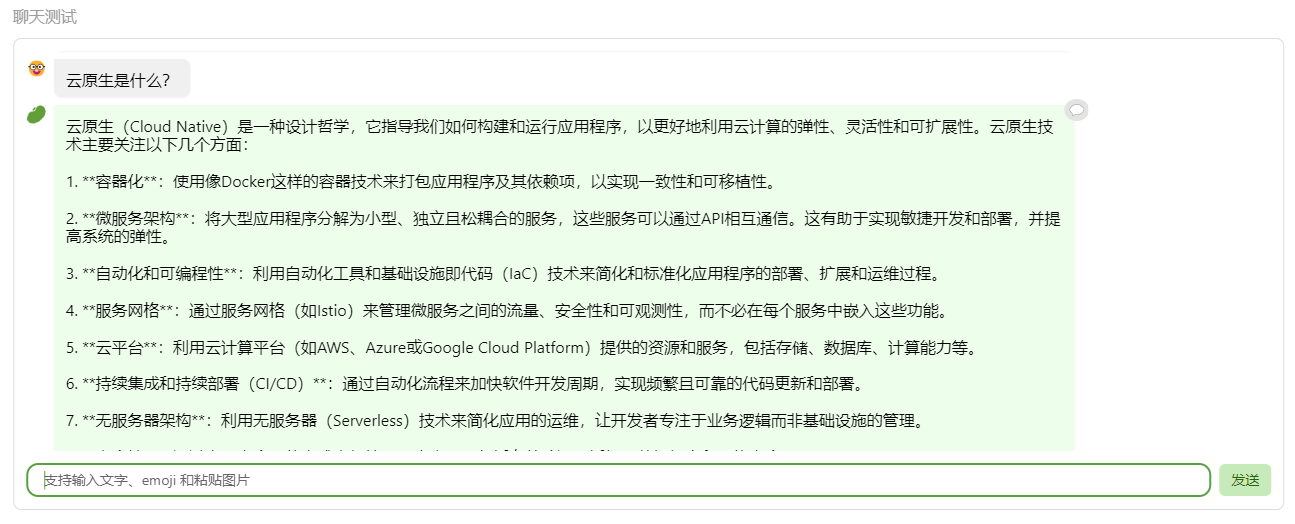 聊天测试
云原生是什么？
云原生（Cloud Native）是一种设计哲学，它指导我们如何构建和运行应用程序，以更好地利用云计算的弹性、灵活性和可扩展性。云原生技
术主要关注以下几个方面：
1. **容器化**：使用像Docker这样的容器技术来打包应用程序及其依赖项，以实现一致性和可移植性。
2. **微服务架构**：将大型应用程序分解为小型、独立且松耦合的服务，这些服务可以通过API相互通信。这有助于实现敏捷开发和部署，并提
高系统的弹性。
3. **自动化和可编程性**：利用自动化工具和基础设施即代码（IaC）技术来简化和标准化应用程序的部署、扩展和运维过程。
4. **服务网格**：通过服务网格（如Istio）来管理微服务之间的流量、安全性和可观测性，而不必在每个服务中嵌入这些功能。
5. **云平台**：利用云计算平台（如AWS、Azure或Google Cloud Platform）提供的资源和服务，包括存储、数据库、计算能力等。
6. **持续集成和持续部署（CI/CD）**：通过自动化流程来加快软件开发周期，实现频繁且可靠的代码更新和部署。
7. **无服务器架构**：利用无服务器（Serverless）技术来简化应用的运维，让开发者专注于业务逻辑而非基础设施的管理。
支持输入文字、emoji 和粘贴图片
发送